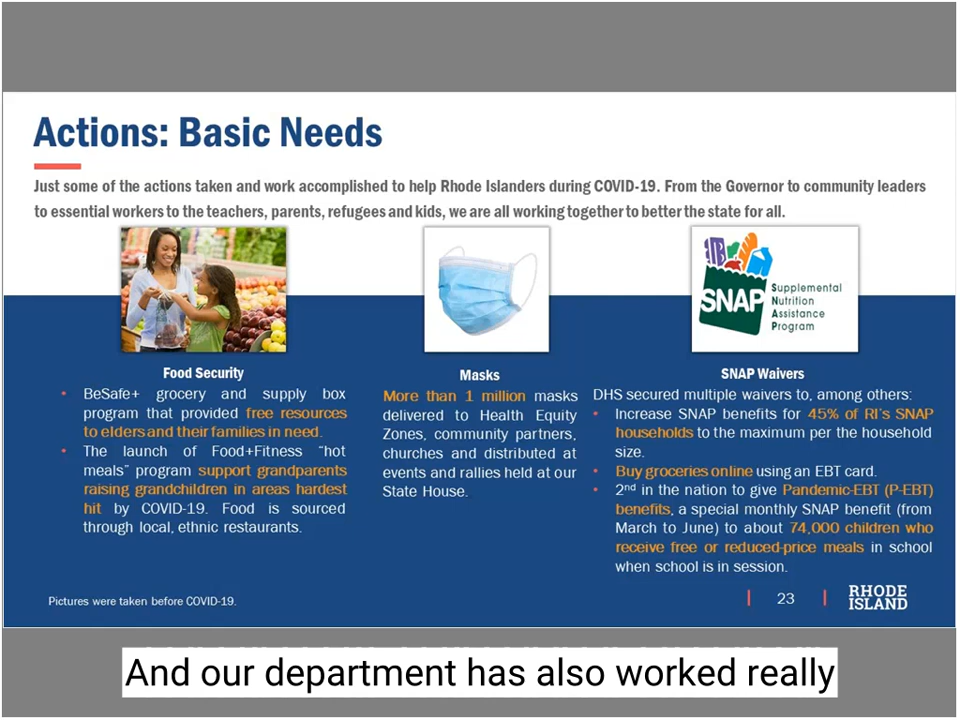 Actions: Basic Needs
Just some of the actions taken and work accomplished to help Rhode Islanders during COVID-19. From the Governor to community leaders
to essential workers to the teachers, parents, refugees and kids, we are all working together to better the state for all.
SNAP
Supplemental
Nutrition
Assistance
Program
Food Security
• BeSafe+ grocery and supply box
program that provided free resources
to elders and their families in need.
• The launch of Food+Fitness “hot
meals” program support grandparents
raising grandchildren in areas hardest
hit by COVID-19. Food is sourced
through local, ethnic restaurants.
Masks
More than 1 million masks
delivered to Health Equity
Zones, community partners,
churches and distributed at
events and rallies held at our
State House.
SNAP Waivers
DHS secured multiple waivers to, among others:
• Increase SNAP benefits for 45% of RI's SNAP
households to the maximum per the household
size.
• Buy groceries online using an EBT card.
• 2nd in the nation to give Pandemic-EBT (P-EBT)
benefits, a special monthly SNAP benefit (from
March to June) to about 74,000 children who
receive free or reduced-price meals in school
when school is in session.
Pictures were taken before COVID-19.
| 23 |
RHODE
ISLAND
And our department has also worked really